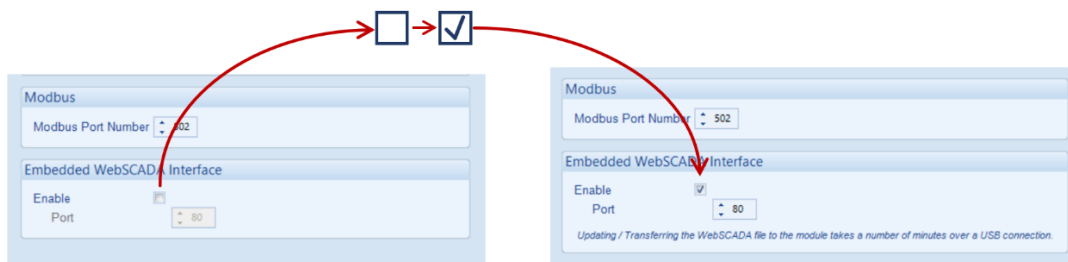 Modbus
Modbus Port Number 502
Embedded WebSCADA Interface
Enable
Port 80
Modbus
Modbus Port Number 502
Embedded WebSCADA Interface
Enable
Port 80
Updating / Transferring the WebSCADA file to the module takes a number of minutes over a USB connection.